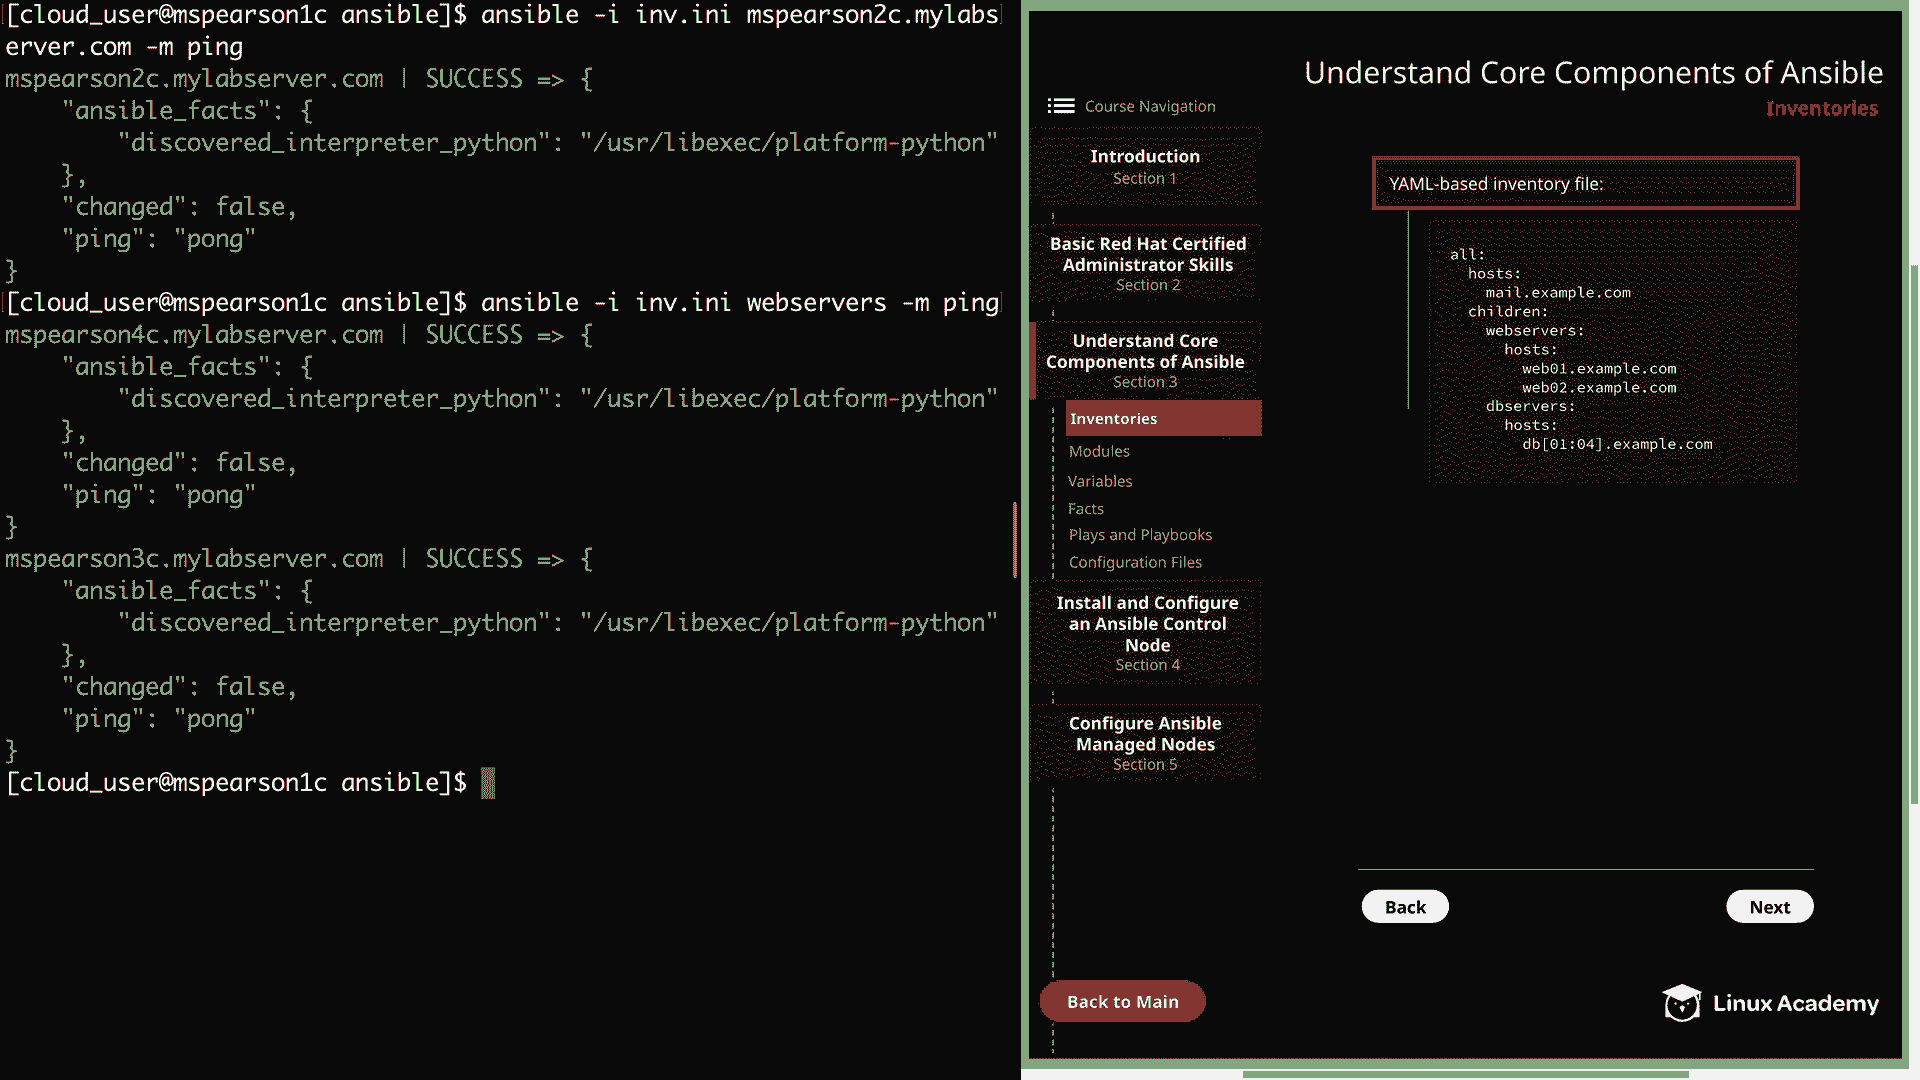 [cloud_user@mspearson1c ansible]$ ansible -i inv.ini mspearson2c.mylabs
erver.com -m ping
mspearson2c.mylabserver.com | SUCCESS => {
    "ansible_facts": {
        "discovered_interpreter_python": "/usr/libexec/platform-python"
    },
    "changed": false,
    "ping": "pong"
}
[cloud_user@mspearson1c ansible]$ ansible -i inv.ini webservers -m ping
mspearson4c.mylabserver.com | SUCCESS => {
    "ansible_facts": {
        "discovered_interpreter_python": "/usr/libexec/platform-python"
    },
    "changed": false,
    "ping": "pong"
}
mspearson3c.mylabserver.com | SUCCESS => {
    "ansible_facts": {
        "discovered_interpreter_python": "/usr/libexec/platform-python"
    },
    "changed": false,
    "ping": "pong"
}
[cloud_user@mspearson1c ansible]$
Understand Core Components of Ansible
Inventories
Course Navigation
Introduction
Section 1
Basic Red Hat Certified
Administrator Skills
Section 2
Understand Core
Components of Ansible
Section 3
Inventories
Modules
Variables
Facts
Plays and Playbooks
Configuration Files
Install and Configure
an Ansible Control
Node
Section 4
Configure Ansible
Managed Nodes
Section 5
Back to Main
YAML-based inventory file:
all:
  hosts:
    mail.example.com
  children:
    webservers:
      hosts:
        web01.example.com
        web02.example.com
    dbservers:
      hosts:
        db[01:04].example.com
Back
Next
Linux Academy